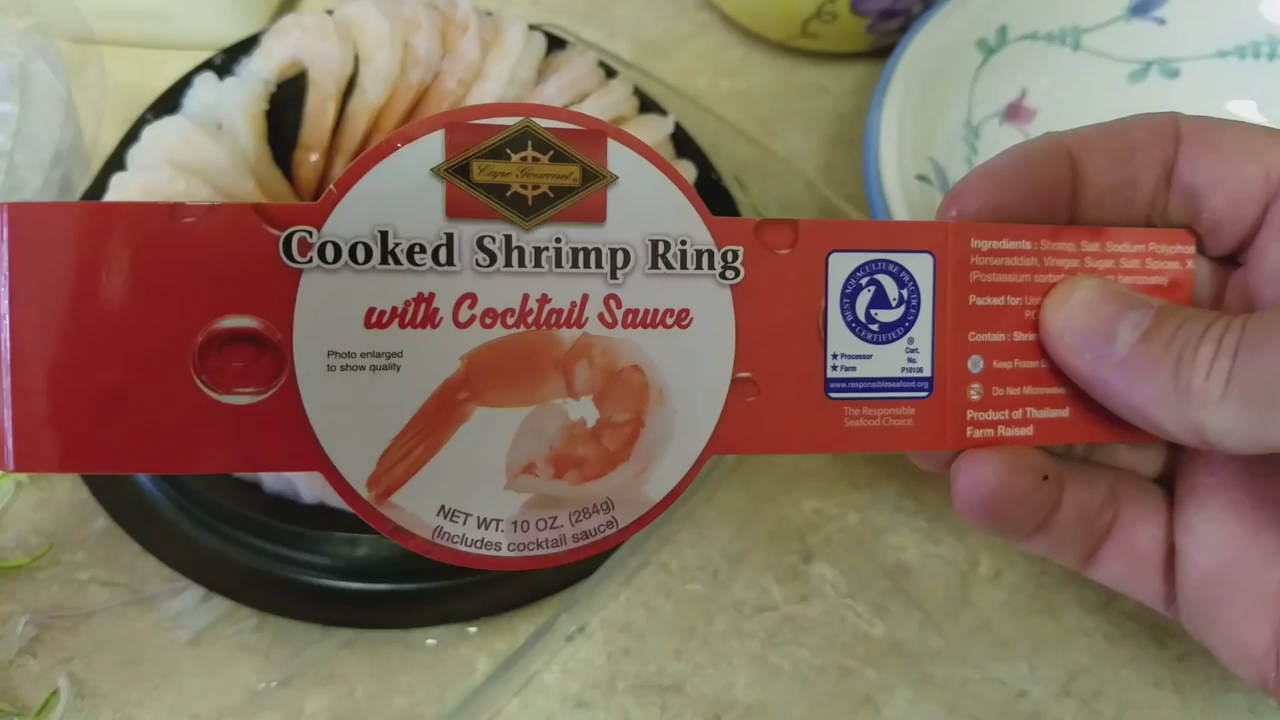 Cape Gourmet
Cooked Shrimp Ring
with Cocktail Sauce
Photo enlarged
to show quality
NET WT. 10 OZ. (284g)
(Includes cocktail sauce)
BEST AQUACULTURE PRACTICES
CERTIFIED
®
★ Processor
★ Farm
Cert.
No.
P10106
www.responsibleseafood.org
The Responsible
Seafood Choice.
Ingredients : Shrimp, Salt, Sodium Polyphos
Horseraddish, Vinegar, Sugar, Salt, Spices, X
(Postassium sorbat benzoate)
Packed for:
Contain : Shrim
Keep Frozen
Do Not Microwave
Product of Thailand
Farm Raised